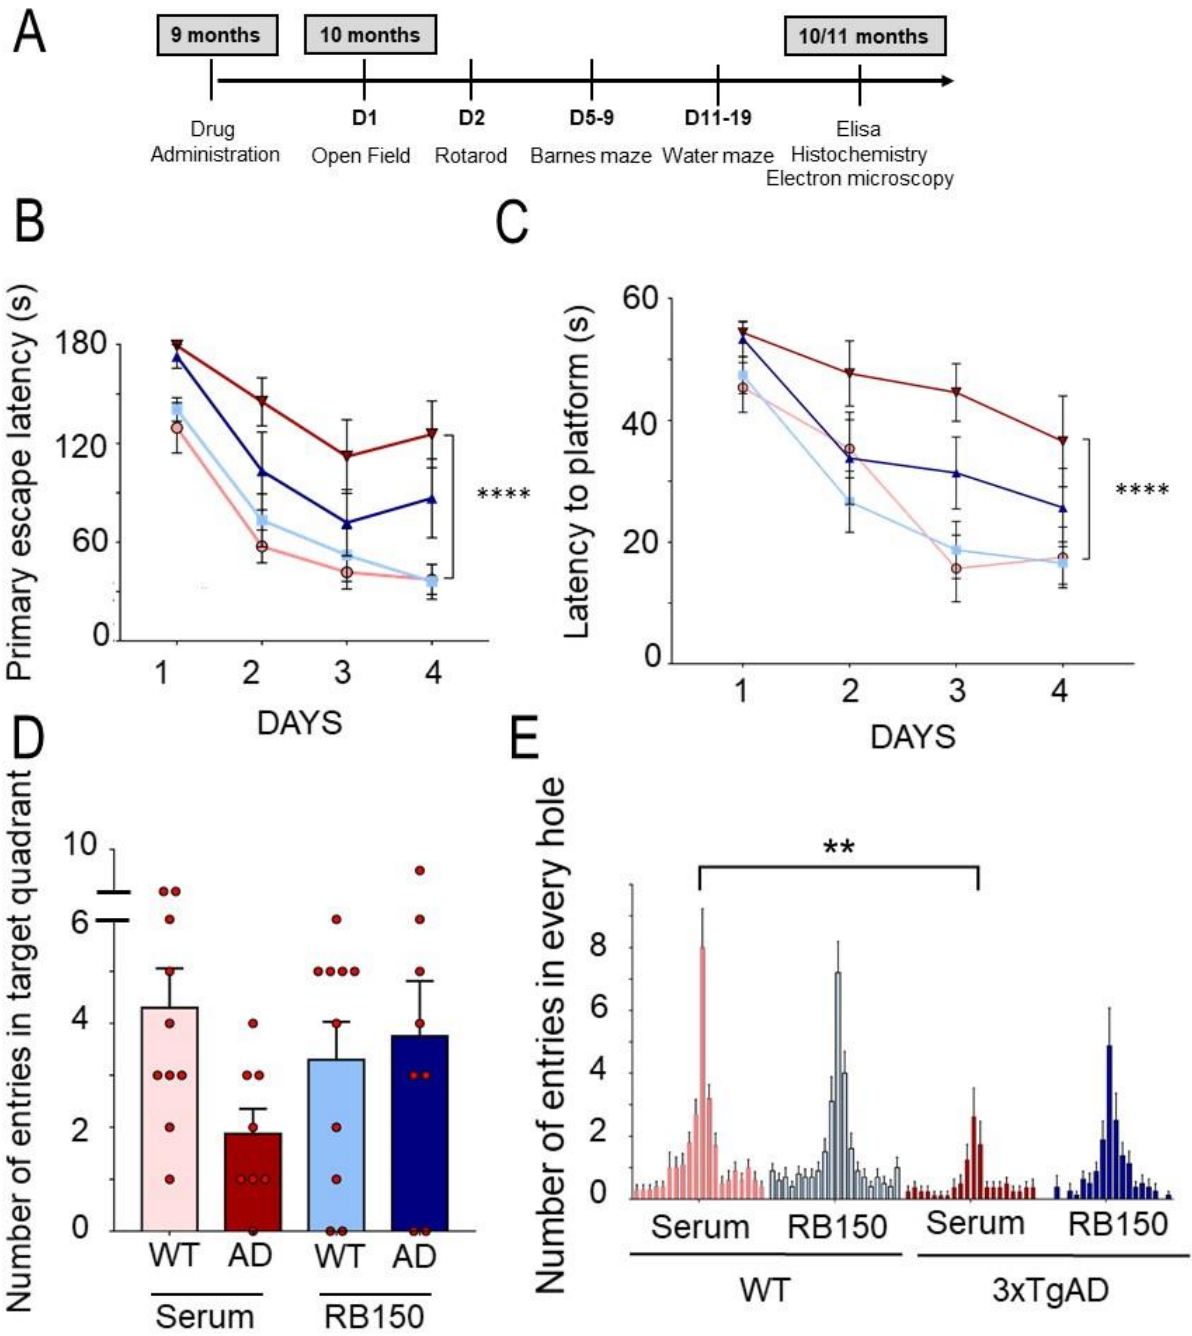 A
9 months
10 months
10/11 months
D1
D2
D5-9
D11-19
Drug
Administration
Open Field
Rotarod
Barnes maze
Water maze
Elisa
Histochemistry
Electron microscopy
B
Primary escape latency (s)
180
120
60
0
1 2 3 4
DAYS
****
C
Latency to platform (s)
60
40
20
0
1 2 3 4
DAYS
****
D
Number of entries in target quadrant
10
6
4
2
0
WT AD WT AD
Serum RB150
E
Number of entries in every hole
**
8
6
4
2
0
Serum RB150 Serum RB150
WT 3xTgAD